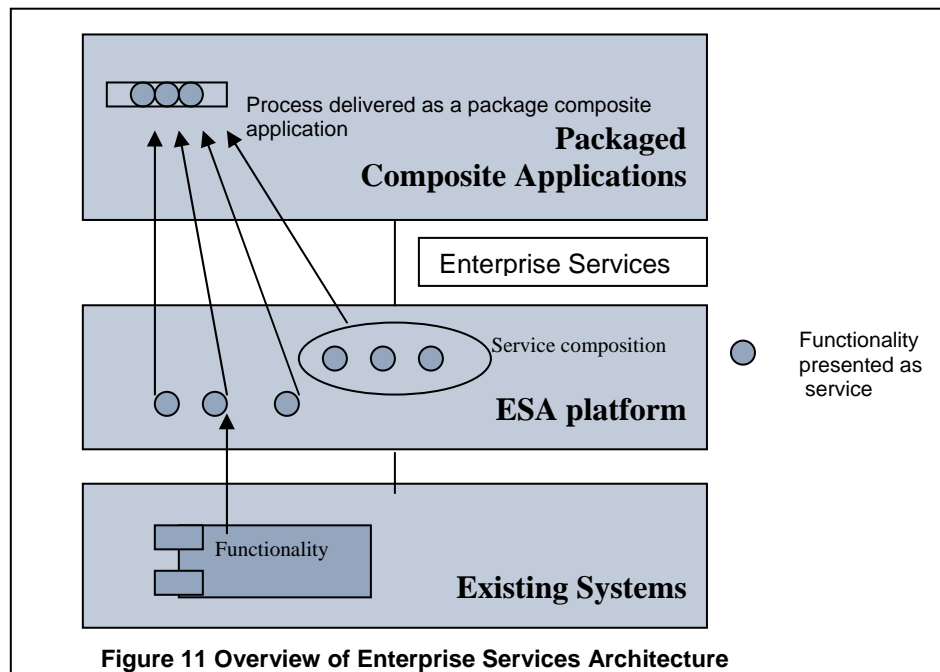 Process delivered as a package composite
application
Packaged
Composite Applications
Enterprise Services
Service composition
ESA platform
Functionality
presented as
service
Functionality
Existing Systems
Figure 11 Overview of Enterprise Services Architecture